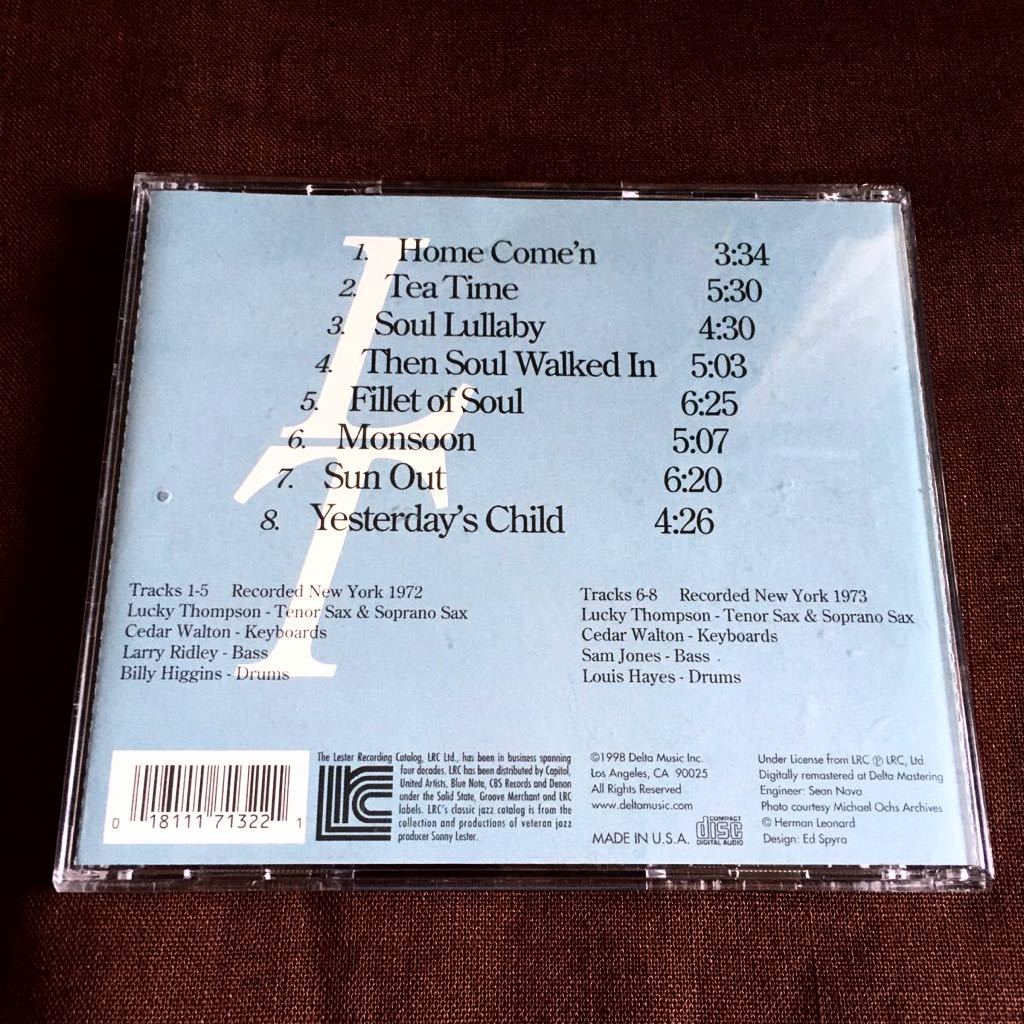 1. Home Come'n 3:34
2. Tea Time 5:30
3. Soul Lullaby 4:30
4. Then Soul Walked In 5:03
5. Fillet of Soul 6:25
6. Monsoon 5:07
7. Sun Out 6:20
8. Yesterday's Child 4:26
LT
Tracks 1-5 Recorded New York 1972
Lucky Thompson - Tenor Sax & Soprano Sax
Cedar Walton - Keyboards
Larry Ridley - Bass
Billy Higgins - Drums
Tracks 6-8 Recorded New York 1973
Lucky Thompson - Tenor Sax & Soprano Sax
Cedar Walton - Keyboards
Sam Jones - Bass
Louis Hayes - Drums
0 18111 71322 1
LRC
The Lester Recording Catalog, LRC Ltd., has been in business spanning
four decades. LRC has been distributed by Capitol,
United Artists, Blue Note, CBS Records and Denon
under the Solid State, Groove Merchant and LRC
labels. LRC's classic jazz catalog is from the
collection and productions of veteran jazz
producer Sonny Lester.
©1998 Delta Music Inc.
Los Angeles, CA 90025
All Rights Reserved
www.deltamusic.com
MADE IN U.S.A.
COMPACT
disc
DIGITAL AUDIO
Under License from LRC ℗ LRC, Ltd.
Digitally remastered at Delta Mastering
Engineer: Sean Nova
Photo courtesy Michael Ochs Archives
© Herman Leonard
Design: Ed Spyra